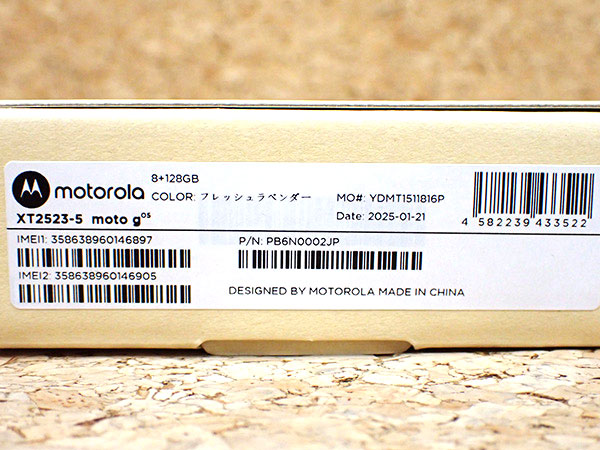 motorola
8+128GB
COLOR: フレッシュラベンダー
MO#: YDMT1511816P
XT2523-5 moto g⁰⁵
Date: 2025-01-21
4 582239 433522
IMEI1: 358638960146897
P/N: PB6N0002JP
IMEI2: 358638960146905
DESIGNED BY MOTOROLA MADE IN CHINA